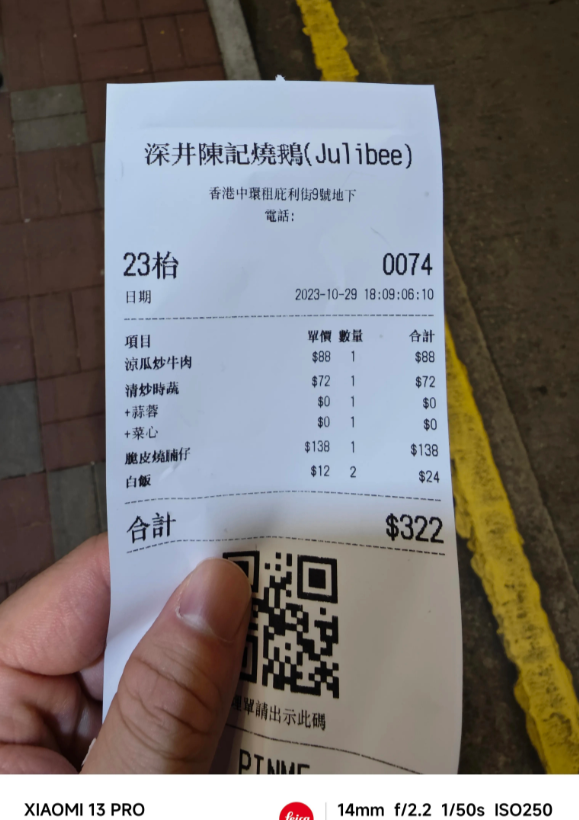 深井陳記燒鵝(Julibee)
香港中環租庇利街9號地下
電話:
23枱 0074
日期 2023-10-29 18:09:06:10
項目 單價 數量 合計
涼瓜炒牛肉 $88 1 $88
清炒時蔬 $72 1 $72
+蒜蓉 $0 1 $0
+菜心 $0 1 $0
脆皮燒腩仔 $138 1 $138
白飯 $12 2 $24
合計 $322
單請出示此碼
PINME
XIAOMI 13 PRO Leica 14mm f/2.2 1/50s ISO250